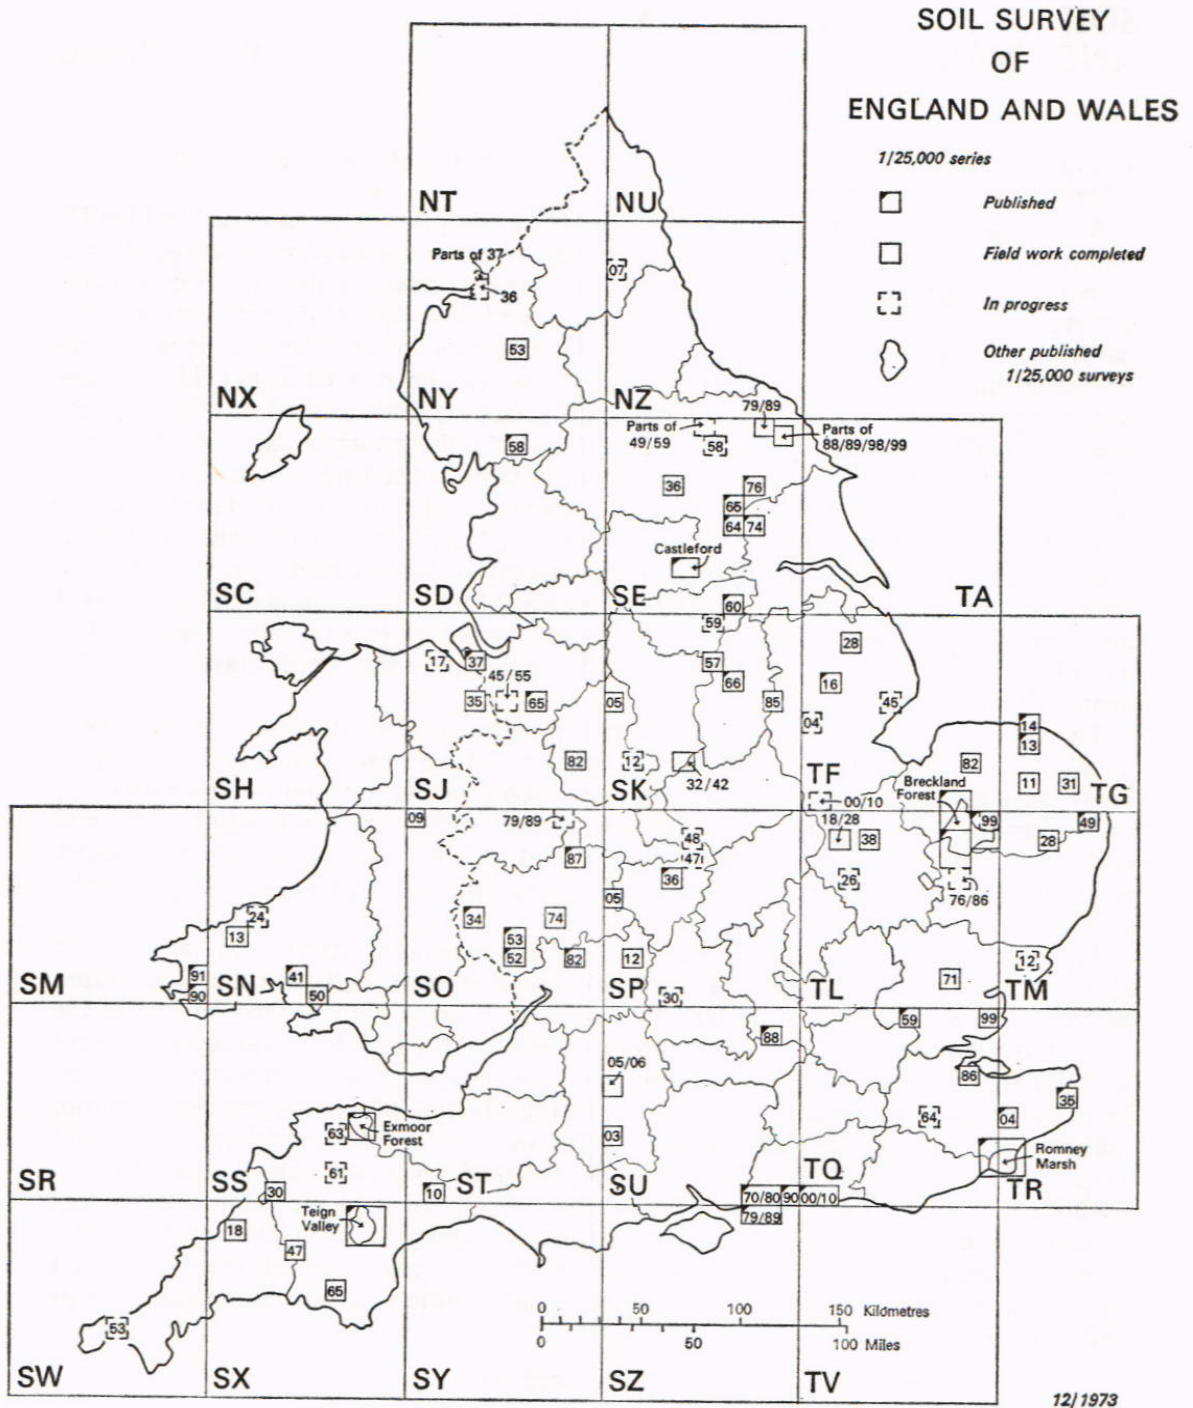 SOIL SURVEY
OF
ENGLAND AND WALES
1/25,000 series
Published
Field work completed
In progress
Other published
1/25,000 surveys
NT
NU
Parts of 37
36
07
53
NX
NY
NZ
79/89
Parts of
49/59
58
Parts of
88/89/98/99
58
36
76
65
64
74
Castleford
SC
SD
SE
TA
60
59
28
17
37
57
45/55
66
16
35
65
05
85
45
04
14
13
82
12
82
32/42
Breckland
Forest
11
31
SH
SJ
SK
TF
00/10
TG
09
79/89
18/28
99
49
48
38
28
47
87
36
26
76/86
05
24
34
74
13
53
52
82
12
12
91
41
71
SM
SN
SO
SP
TL
TM
90
50
30
59
99
88
05/06
86
35
63
Exmoor
Forest
64
04
03
Romney
Marsh
61
SR
SS
ST
SU
TQ
TR
30
10
70/80
90
00/10
Teign
Valley
79/89
18
47
65
53
0 50 100 150 Kilometres
0 50 100 Miles
SW
SX
SY
SZ
TV
12/1973